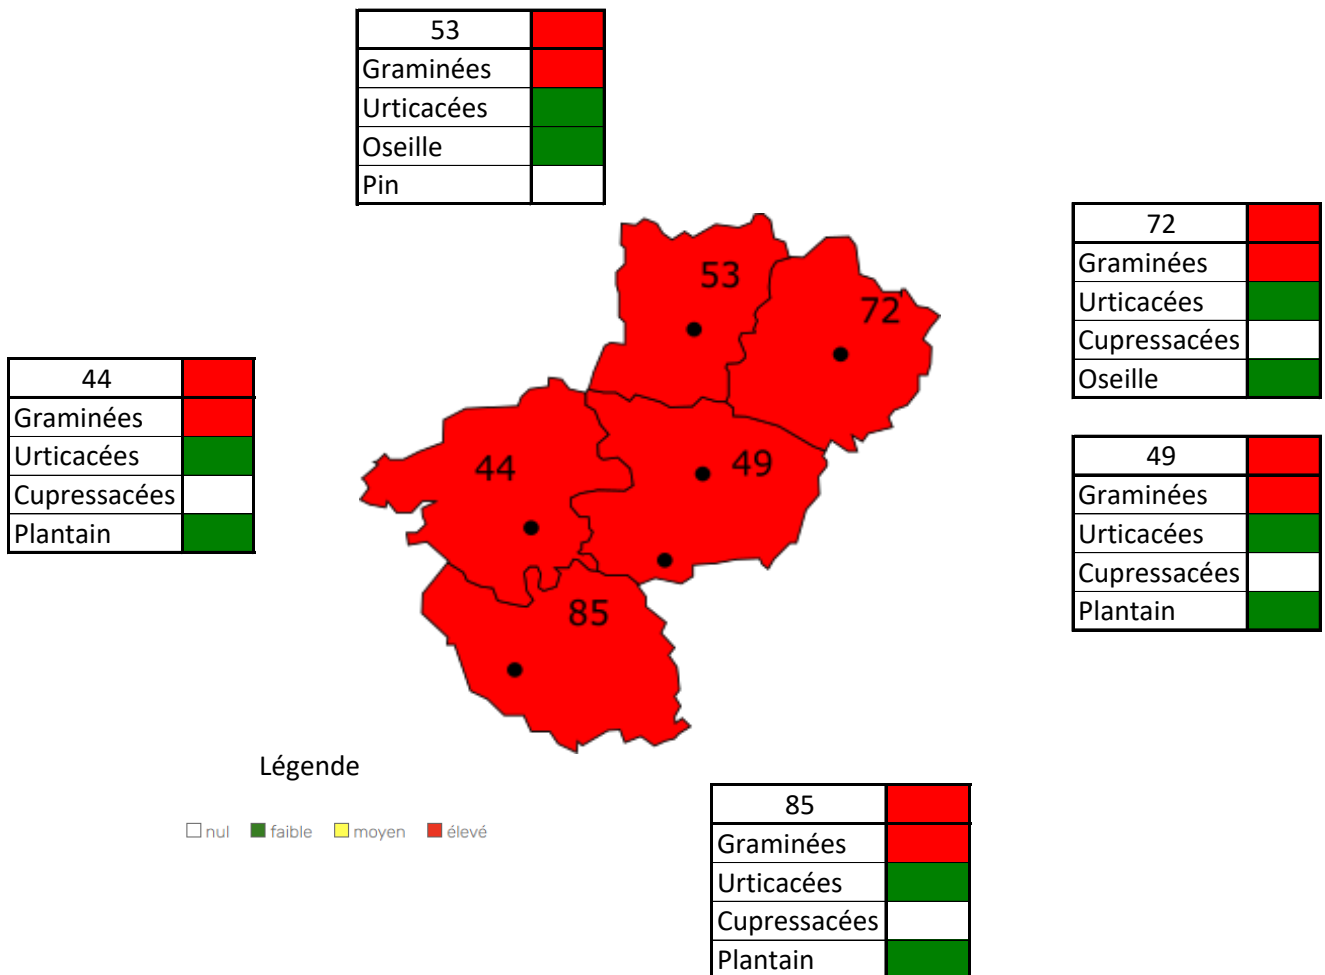 53
Graminées
Urticacées
Oseille
Pin
53
72
44
49
85
72
Graminées
Urticacées
Cupressacées
Oseille
44
Graminées
Urticacées
Cupressacées
Plantain
49
Graminées
Urticacées
Cupressacées
Plantain
Légende
nul faible moyen élevé
85
Graminées
Urticacées
Cupressacées
Plantain